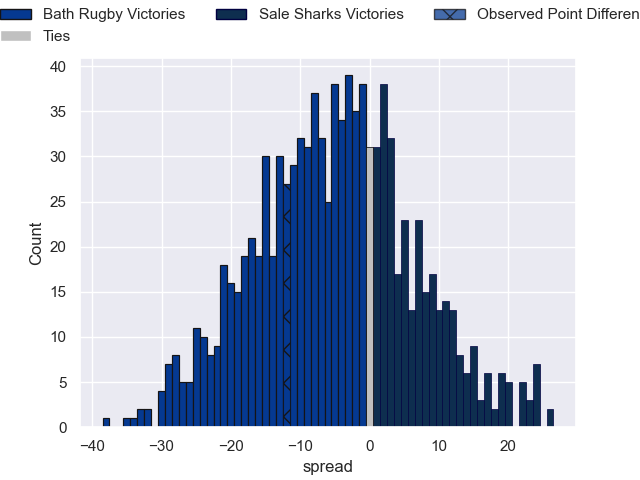 Bath Rugby Victories Sale Sharks Victories Observed Point Differen
Ties
40
35
30
25
20
15
10
5
0
Count
−40 −30 −20 −10 0 10 20
spread